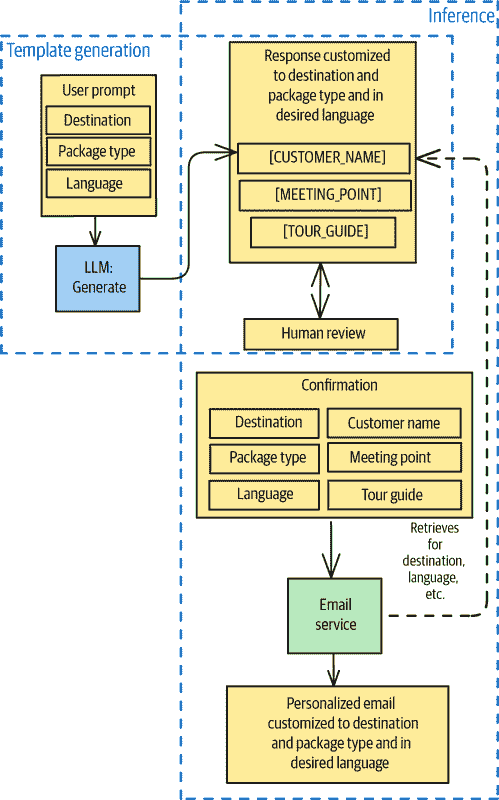 Inference
Template generation
User prompt
Destination
Package type
Language
LLM:
Generate
Response customized
to destination and
package type and in
desired language
[CUSTOMER_NAME]
[MEETING_POINT]
[TOUR_GUIDE]
Human review
Confirmation
Destination
Customer name
Package type
Meeting point
Language
Tour guide
Retrieves
for
destination,
language,
etc.
Email
service
Personalized email
customized to destination
and package type and in
desired language